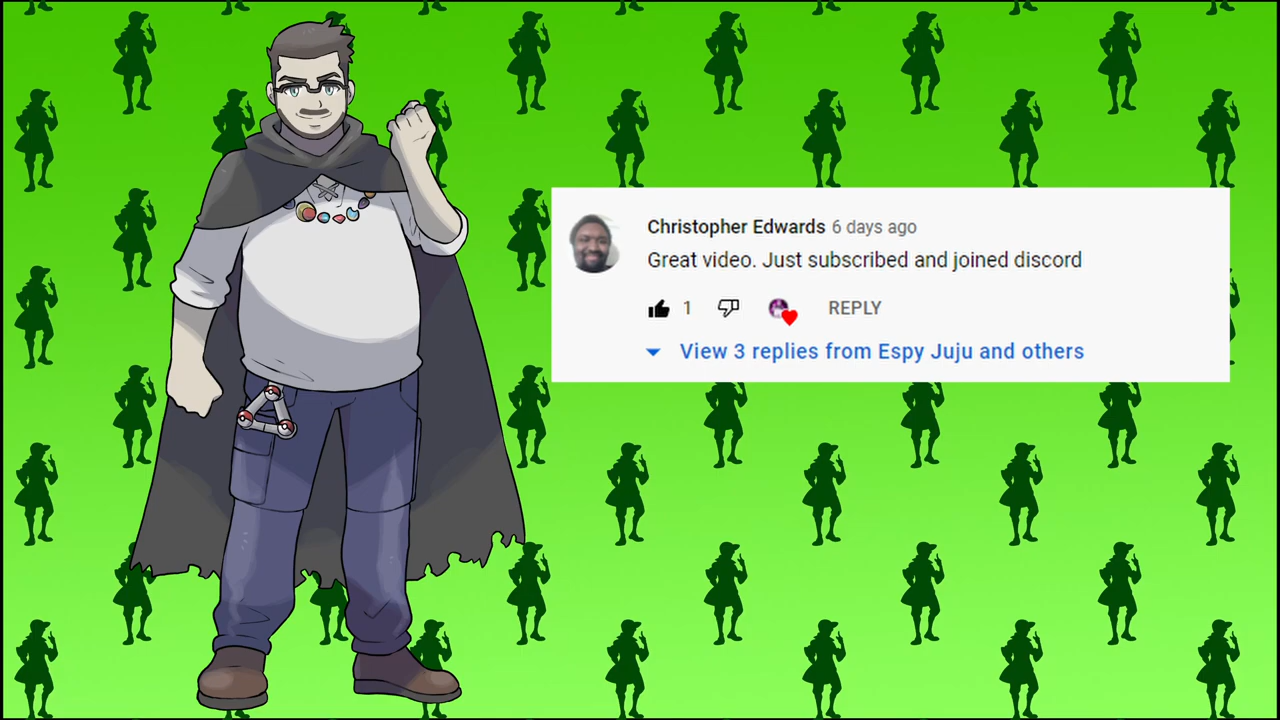 Christopher Edwards 6 days ago
Great video. Just subscribed and joined discord
1 REPLY
View 3 replies from Espy Juju and others